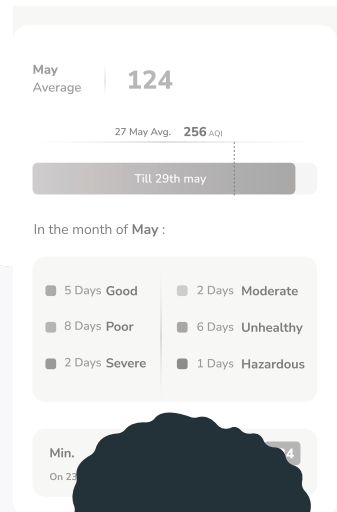 May
Average
124
27 May Avg. 256 AQI
Till 29th may
In the month of May :
5 Days Good
2 Days Moderate
8 Days Poor
6 Days Unhealthy
2 Days Severe
1 Days Hazardous
Min.
On 23